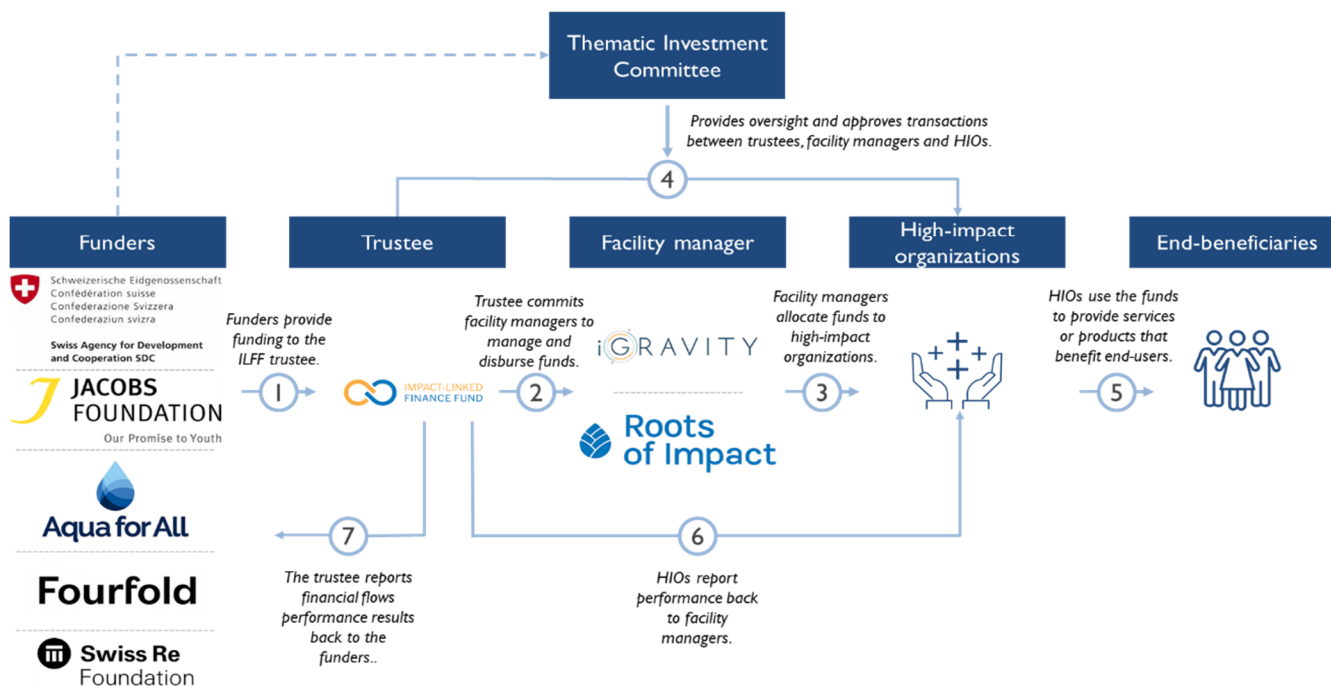 Thematic Investment
Committee
Provides oversight and approves transactions
between trustees, facility managers and HIOs.
4
Funders
Trustee
Facility manager
High-impact
organizations
End-beneficiaries
Schweizerische Eidgenossenschaft
Confédération suisse
Confederazione Svizzera
Confederaziun svizra
Swiss Agency for Development
and Cooperation SDC
JACOBS
FOUNDATION
Our Promise to Youth
Aqua for All
Fourfold
Swiss Re
Foundation
Funders provide
funding to the
ILFF trustee.
1
IMPACT-LINKED
FINANCE FUND
Trustee commits
facility managers to
manage and
disburse funds.
2
iGRAVITY
Roots
of Impact
Facility managers
allocate funds to
high-impact
organizations.
3
HIOs use the funds
to provide services
or products that
benefit end-users.
5
7
The trustee reports
financial flows
performance results
back to the
funders..
6
HIOs report
performance back
to facility
managers.